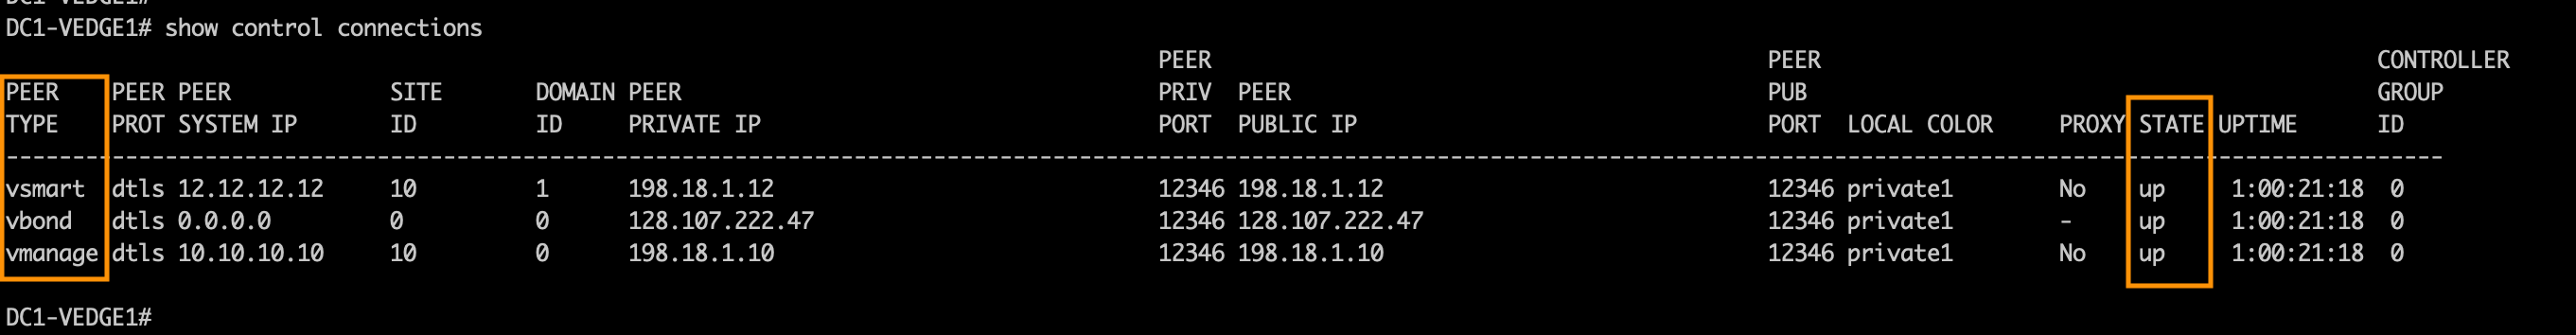 DC1-VEDGE1# show control connections
                                                                                       PEER                                    PEER                                          CONTROLLER
PEER    PEER PEER            SITE       DOMAIN PEER                                    PRIV  PEER                              PUB                                           GROUP
TYPE    PROT SYSTEM IP       ID         ID     PRIVATE IP                              PORT  PUBLIC IP                         PORT  LOCAL COLOR     PROXY STATE UPTIME      ID
----------------------------------------------------------------------------------------------------------------------------------------------------------------------------------------
vsmart  dtls 12.12.12.12     10         1      198.18.1.12                             12346 198.18.1.12                       12346 private1        No    up     1:00:21:18 0
vbond   dtls 0.0.0.0         0          0      128.107.222.47                          12346 128.107.222.47                    12346 private1        -     up     1:00:21:18 0
vmanage dtls 10.10.10.10     10         0      198.18.1.10                             12346 198.18.1.10                       12346 private1        No    up     1:00:21:18 0
DC1-VEDGE1#